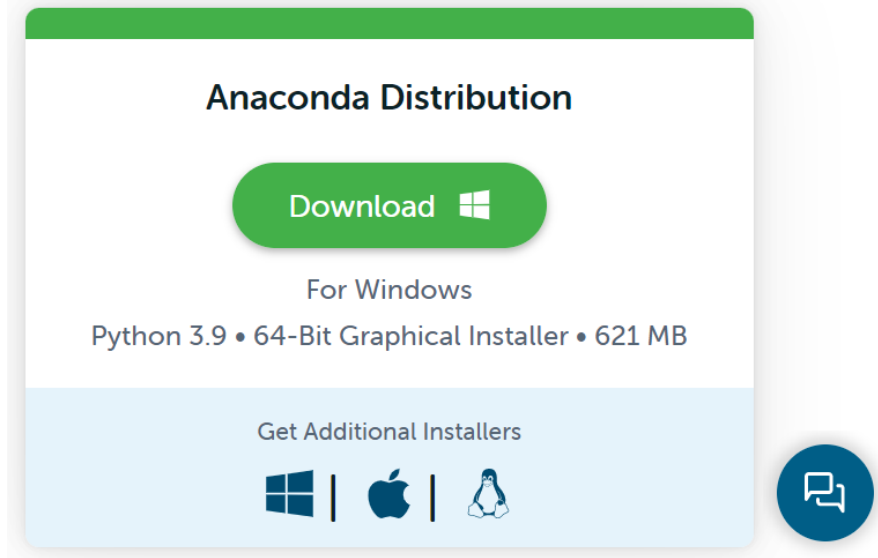 Anaconda Distribution
Download
For Windows
Python 3.9 • 64-Bit Graphical Installer • 621 MB
Get Additional Installers
| |